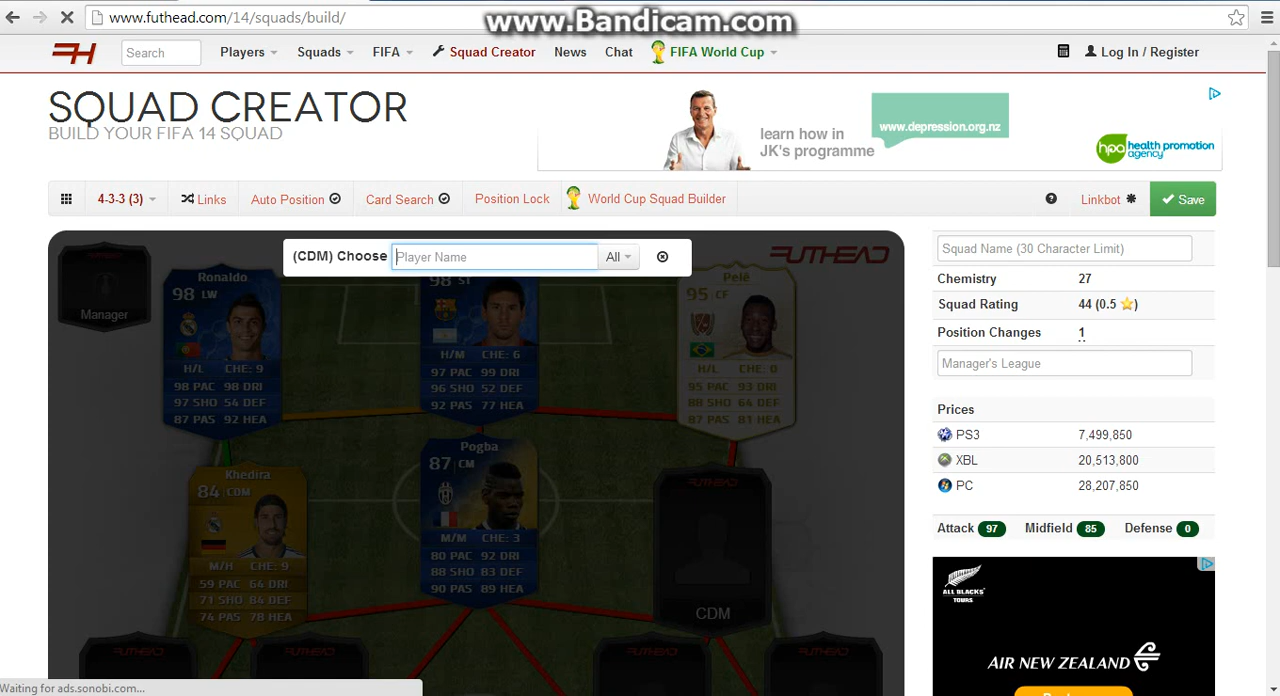 www.futhead.com/14/squads/build/
www.Bandicam.com
Search
Players
Squads
FIFA
Squad Creator
News
Chat
FIFA World Cup
Log In / Register
SQUAD CREATOR
BUILD YOUR FIFA 14 SQUAD
learn how in
JK's programme
www.depression.org.nz
hpa health promotion
agency
4-3-3 (3)
Links
Auto Position
Card Search
Position Lock
World Cup Squad Builder
Linkbot
Save
(CDM) Choose
Player Name
All
FUTHEAD
Manager
Ronaldo
98 LW
H/L CHE: 9
98 PAC 98 DRI
97 SHO 54 DEF
87 PAS 92 HEA
98 ST
H/M CHE: 6
97 PAC 99 DRI
96 SHO 52 DEF
92 PAS 77 HEA
Pelé
95 CF
H/L CHE: 0
95 PAC 93 DRI
88 SHO 64 DEF
87 PAS 81 HEA
Khedira
84 CDM
M/H CHE: 9
59 PAC 64 DRI
71 SHO 84 DEF
74 PAS 78 HEA
Pogba
87 CM
M/M CHE: 3
80 PAC 92 DRI
88 SHO 83 DEF
90 PAS 89 HEA
FUTHEAD
CDM
FUTHEAD
FUTHEAD
FUTHEAD
FUTHEAD
Squad Name (30 Character Limit)
Chemistry 27
Squad Rating 44 (0.5 )
Position Changes 1
Manager's League
Prices
PS3 7,499,850
XBL 20,513,800
PC 28,207,850
Attack 97 Midfield 85 Defense 0
ALL BLACKS
TOURS
AIR NEW ZEALAND
Waiting for ads.sonobi.com...